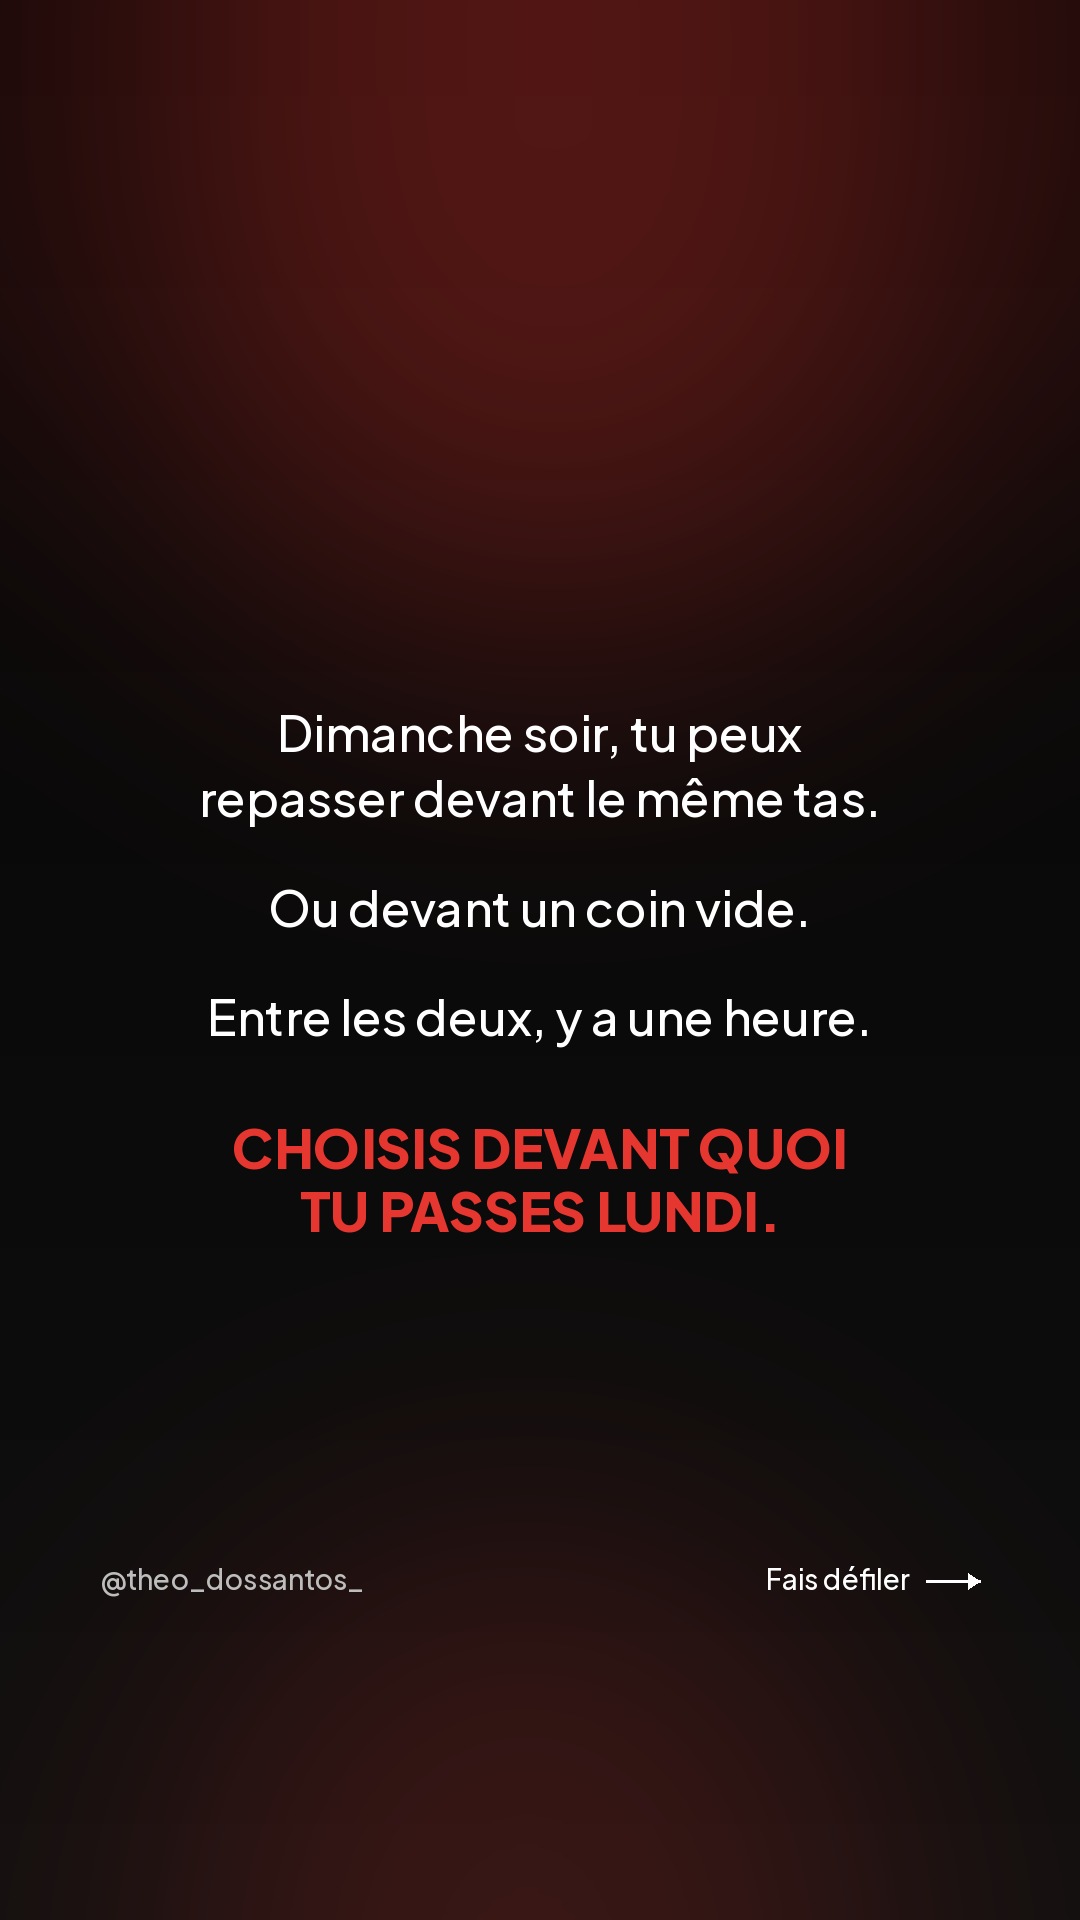 Dimanche soir, tu peux
repasser devant le même tas.
Ou devant un coin vide.
Entre les deux, y a une heure.
CHOISIS DEVANT QUOI
TU PASSES LUNDI.
@theo_dossantos_
Fais défiler